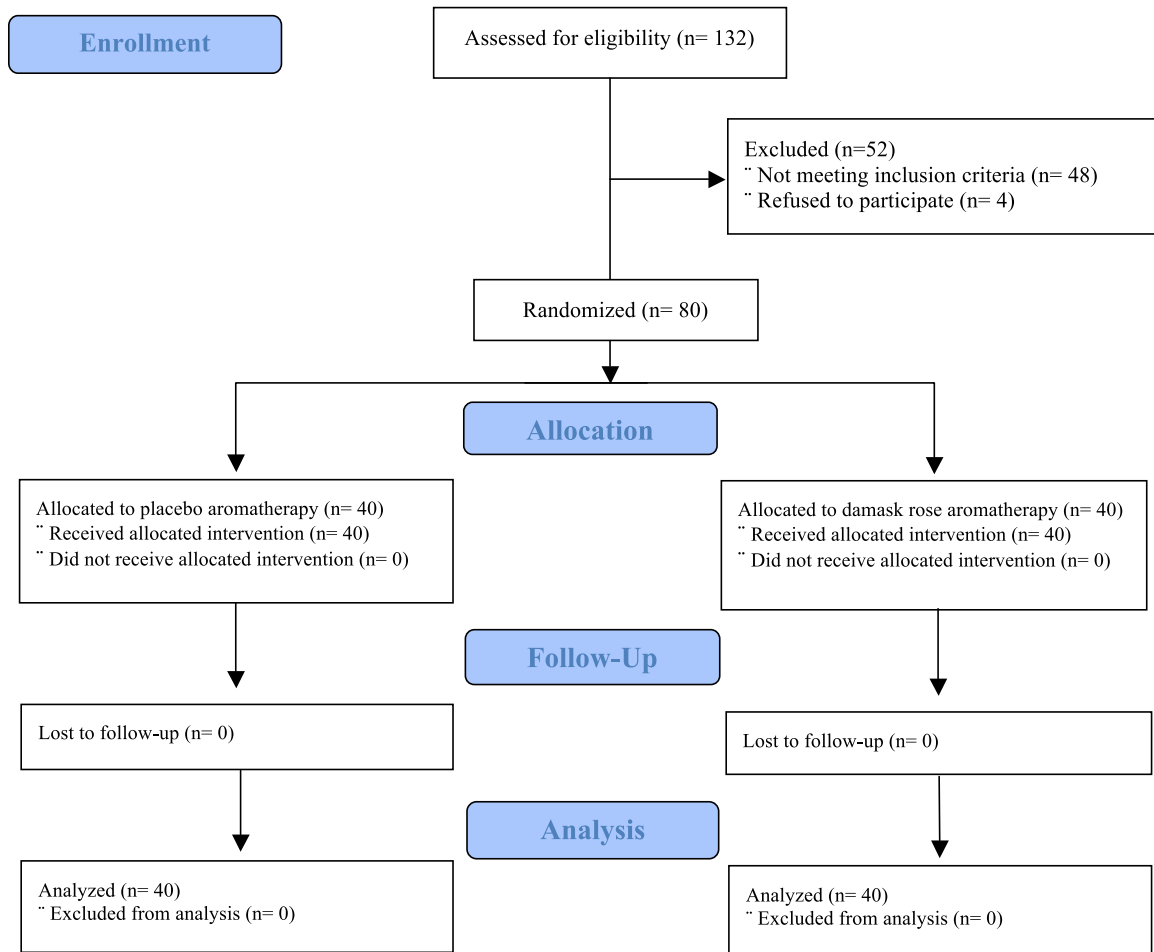 Enrollment
Assessed for eligibility (n= 132)
Excluded (n=52)
¨ Not meeting inclusion criteria (n= 48)
¨ Refused to participate (n= 4)
Randomized (n= 80)
Allocation
Allocated to placebo aromatherapy (n= 40)
¨ Received allocated intervention (n= 40)
¨ Did not receive allocated intervention (n= 0)
Allocated to damask rose aromatherapy (n= 40)
¨ Received allocated intervention (n= 40)
¨ Did not receive allocated intervention (n= 0)
Follow-Up
Lost to follow-up (n= 0)
Lost to follow-up (n= 0)
Analysis
Analyzed (n= 40)
¨ Excluded from analysis (n= 0)
Analyzed (n= 40)
¨ Excluded from analysis (n= 0)